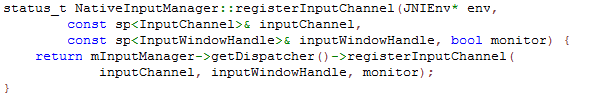 status_t NativeInputManager::registerInputChannel(JNIEnv* env,
        const sp<InputChannel>& inputChannel,
        const sp<InputWindowHandle>& inputWindowHandle, bool monitor) {
    return mInputManager->getDispatcher()->registerInputChannel(
            inputChannel, inputWindowHandle, monitor);
}